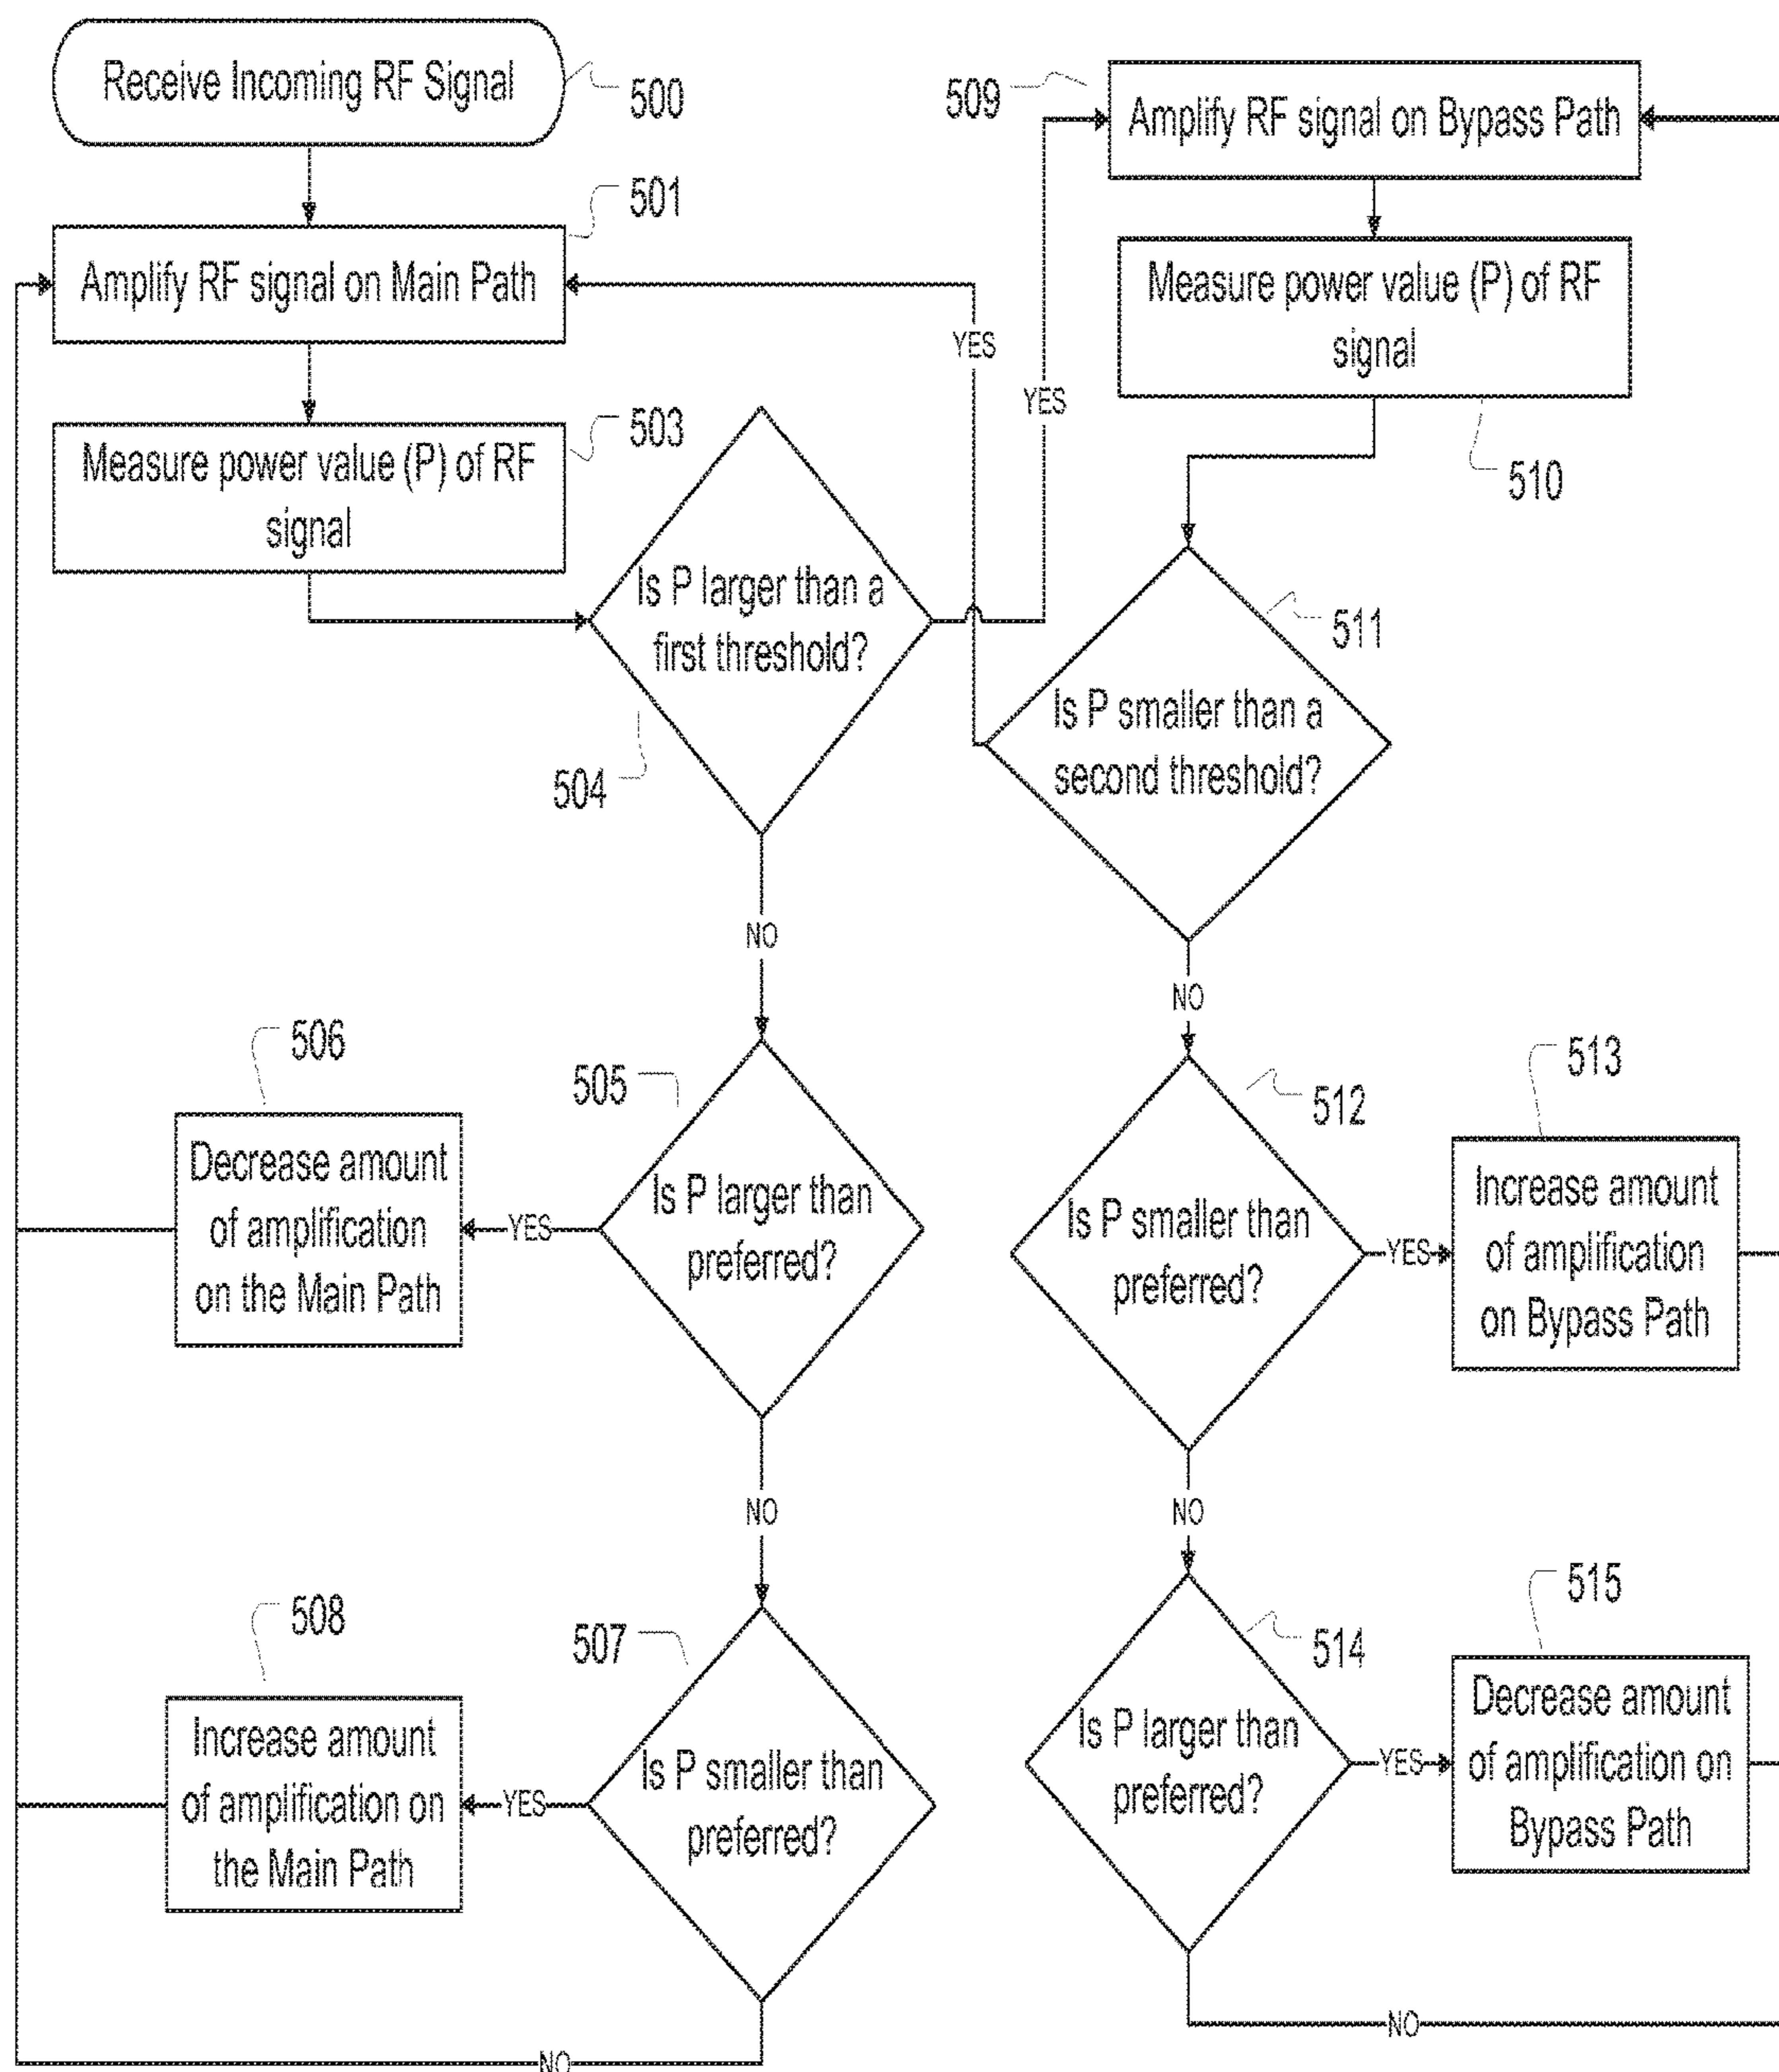 Receive Incoming RF Signal
500
501
Amplify RF signal on Main Path
503
Measure power value (P) of RF
signal
Is P larger than a
first threshold?
504
YES
NO
505
Is P larger than
preferred?
YES
506
Decrease amount
of amplification
on the Main Path
NO
507
Is P smaller than
preferred?
YES
508
Increase amount
of amplification on
the Main Path
NO
509
Amplify RF signal on Bypass Path
Measure power value (P) of RF
signal
510
511
Is P smaller than a
second threshold?
YES
NO
512
Is P smaller than
preferred?
YES
513
Increase amount
of amplification
on Bypass Path
NO
514
Is P larger than
preferred?
YES
515
Decrease amount
of amplification on
Bypass Path
NO